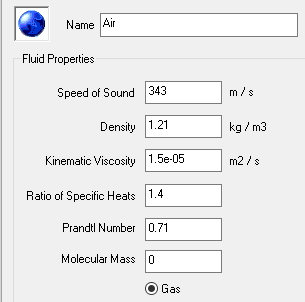 Name Air
Fluid Properties
Speed of Sound 343 m / s
Density 1.21 kg / m3
Kinematic Viscosity 1.5e-05 m2 / s
Ratio of Specific Heats 1.4
Prandtl Number 0.71
Molecular Mass 0
Gas